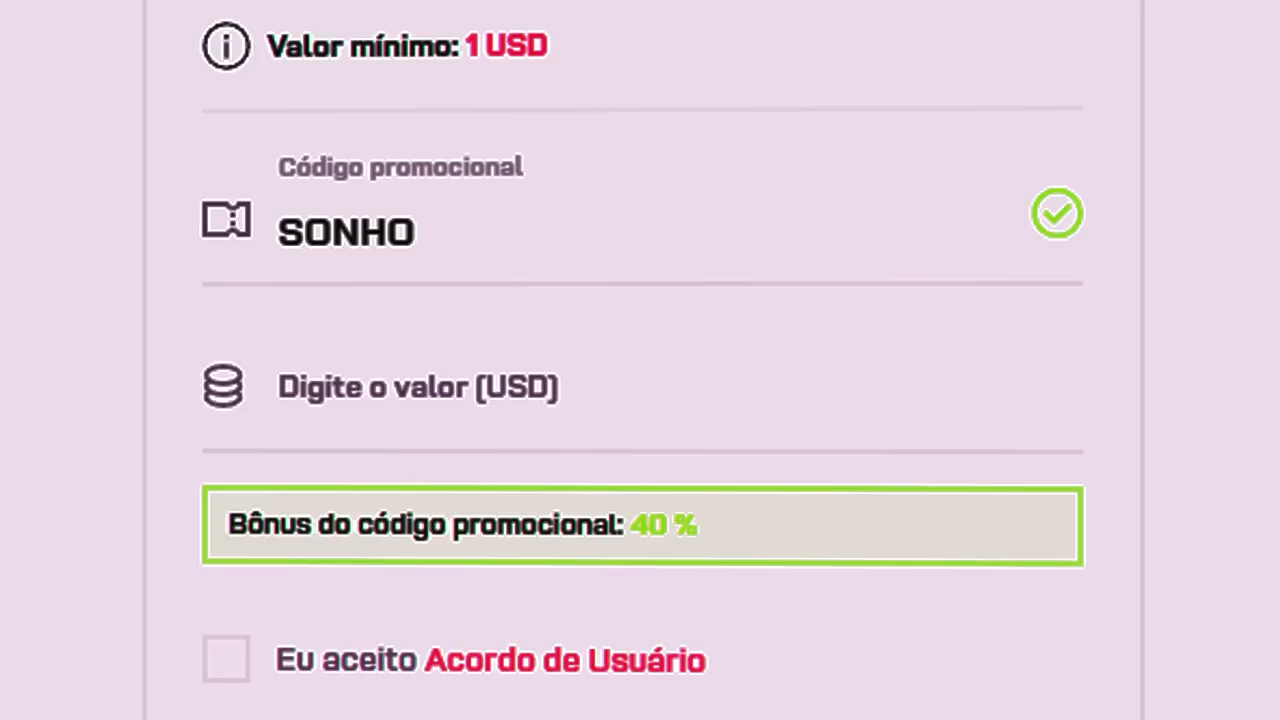 Valor mínimo: 1 USD
Código promocional
SONHO
Digite o valor (USD)
Bônus do código promocional: 40 %
Eu aceito Acordo de Usuário